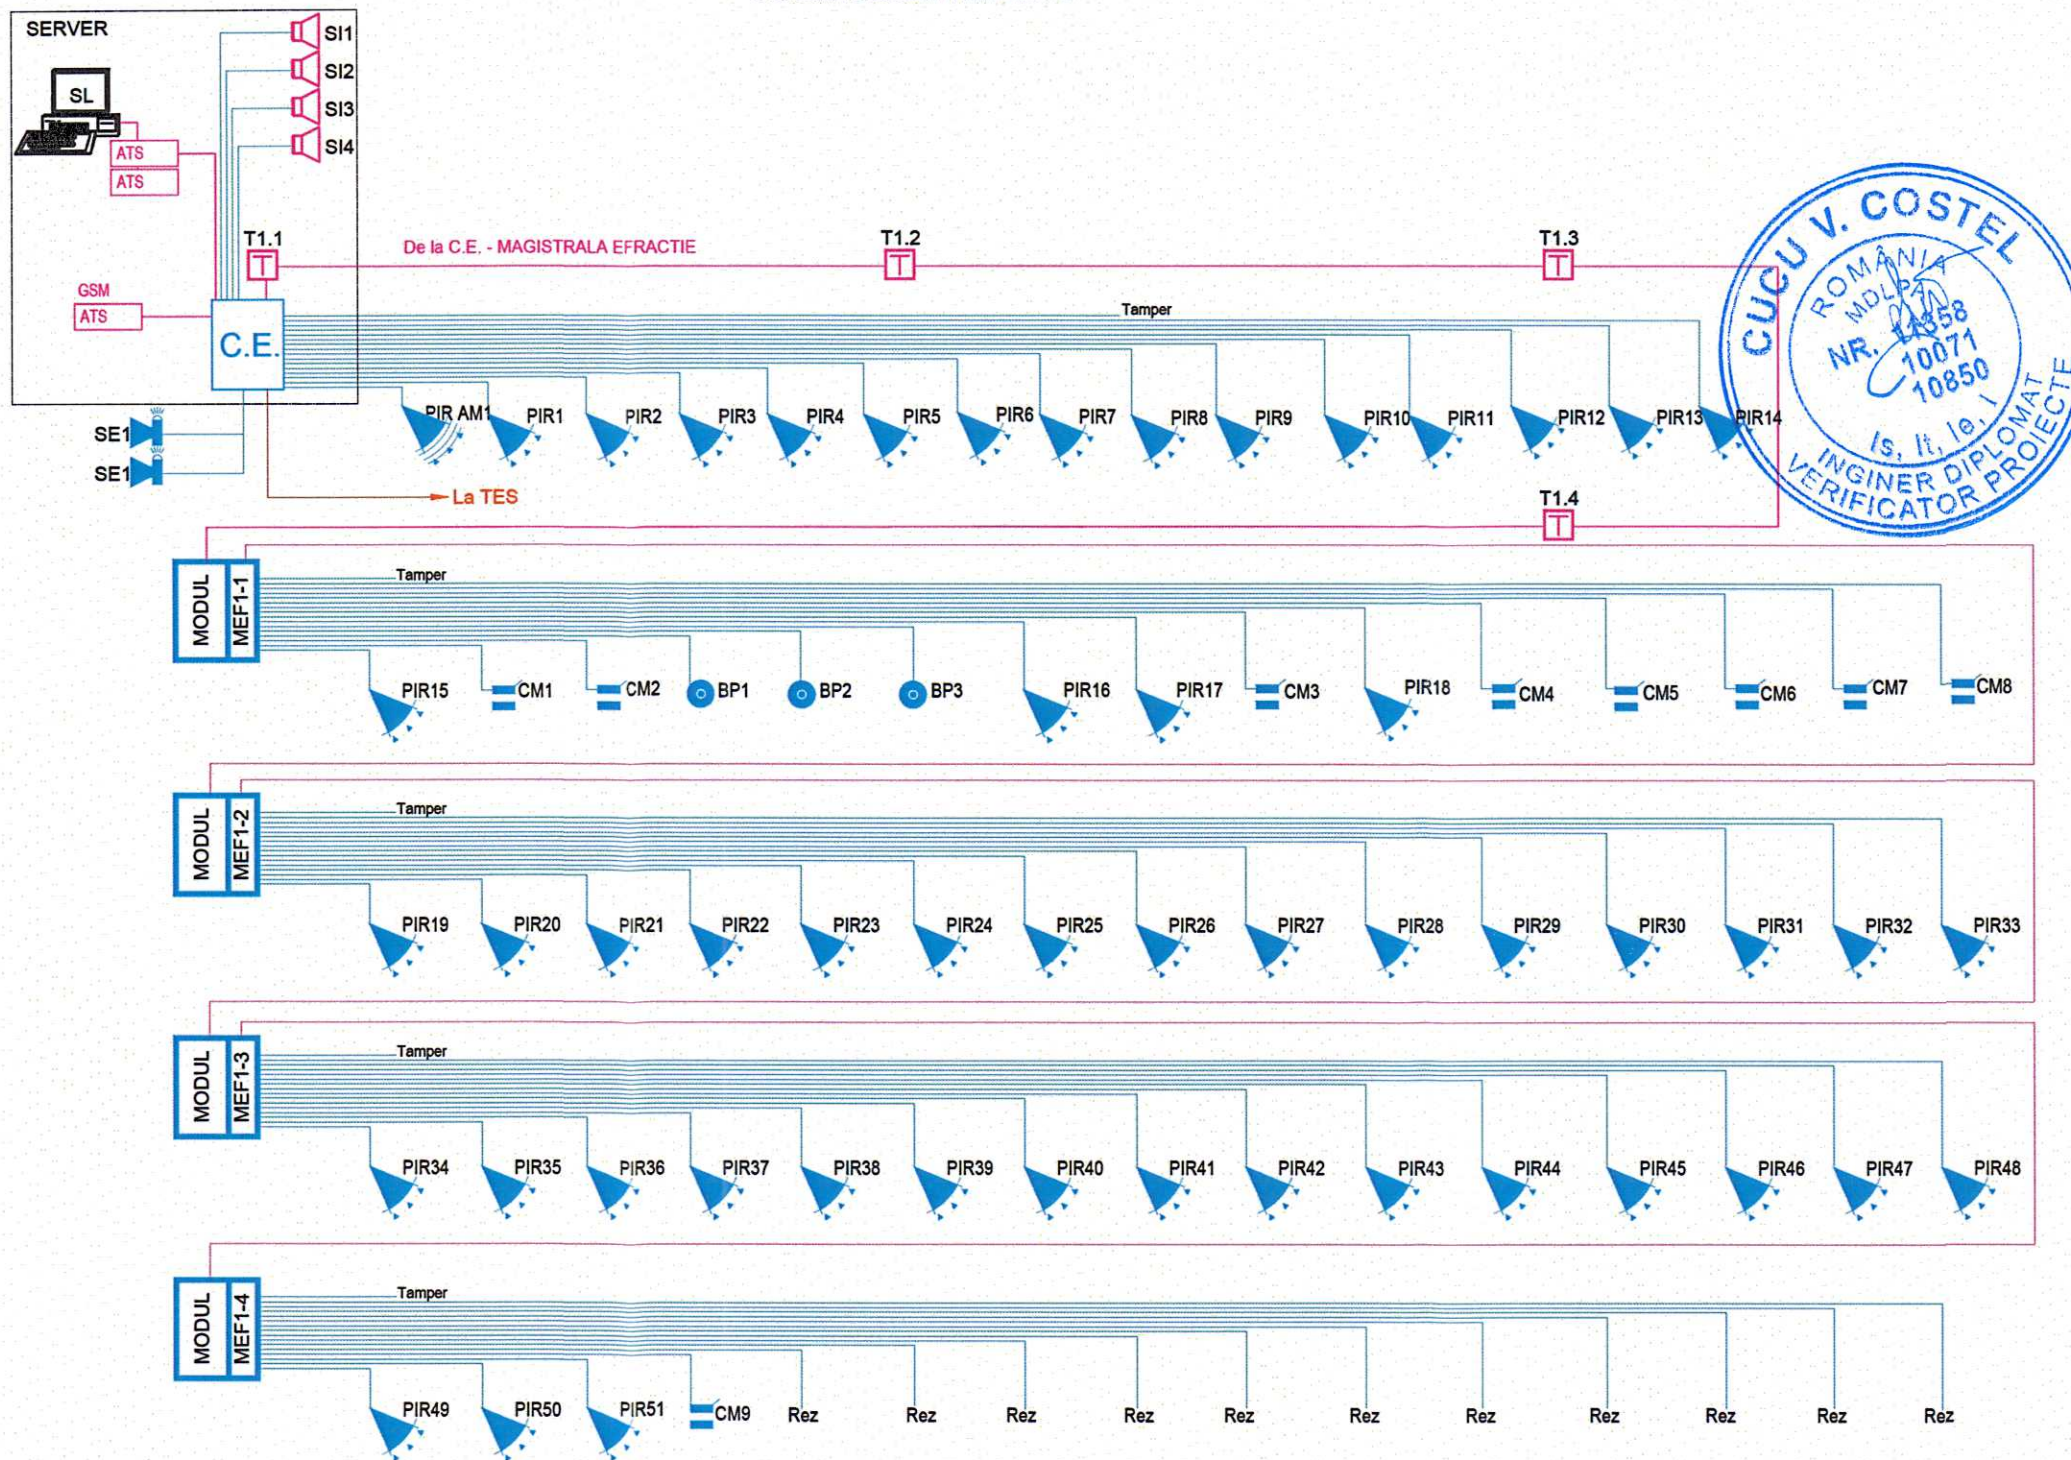 SERVER
SI1
SI2
SL
SI3
SI4
ATS
ATS
T1.1
De la C.E. - MAGISTRALA EFRACTIE
T1.2
T1.3
GSM
ATS
C.E.
Tamper
PIR AM1 PIR1 PIR2 PIR3 PIR4 PIR5 PIR6 PIR7 PIR8 PIR9 PIR10 PIR11 PIR12 PIR13 PIR14
SE1
SE1
La TES
CUCU V. COSTEL
ROMÂNIA
MDLPA
NR.
10071
10850
Is, It, Ie, I
INGINER DIPLOMAT
VERIFICATOR PROIECTE
T1.4
MODUL
MEF1-1
Tamper
PIR15 CM1 CM2 BP1 BP2 BP3 PIR16 PIR17 CM3 PIR18 CM4 CM5 CM6 CM7 CM8
MODUL
MEF1-2
Tamper
PIR19 PIR20 PIR21 PIR22 PIR23 PIR24 PIR25 PIR26 PIR27 PIR28 PIR29 PIR30 PIR31 PIR32 PIR33
MODUL
MEF1-3
Tamper
PIR34 PIR35 PIR36 PIR37 PIR38 PIR39 PIR40 PIR41 PIR42 PIR43 PIR44 PIR45 PIR46 PIR47 PIR48
MODUL
MEF1-4
Tamper
PIR49 PIR50 PIR51 CM9 Rez Rez Rez Rez Rez Rez Rez Rez Rez Rez Rez